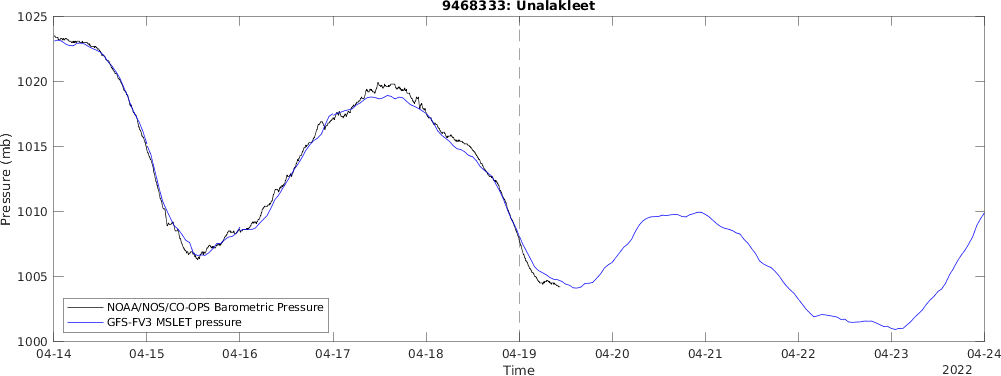 9468333: Unalakleet
Pressure (mb)
1025
1020
1015
1010
1005
1000
NOAA/NOS/CO-OPS Barometric Pressure
GFS-FV3 MSLET pressure
04-14 04-15 04-16 04-17 04-18 04-19 04-20 04-21 04-22 04-23 04-24
Time
2022